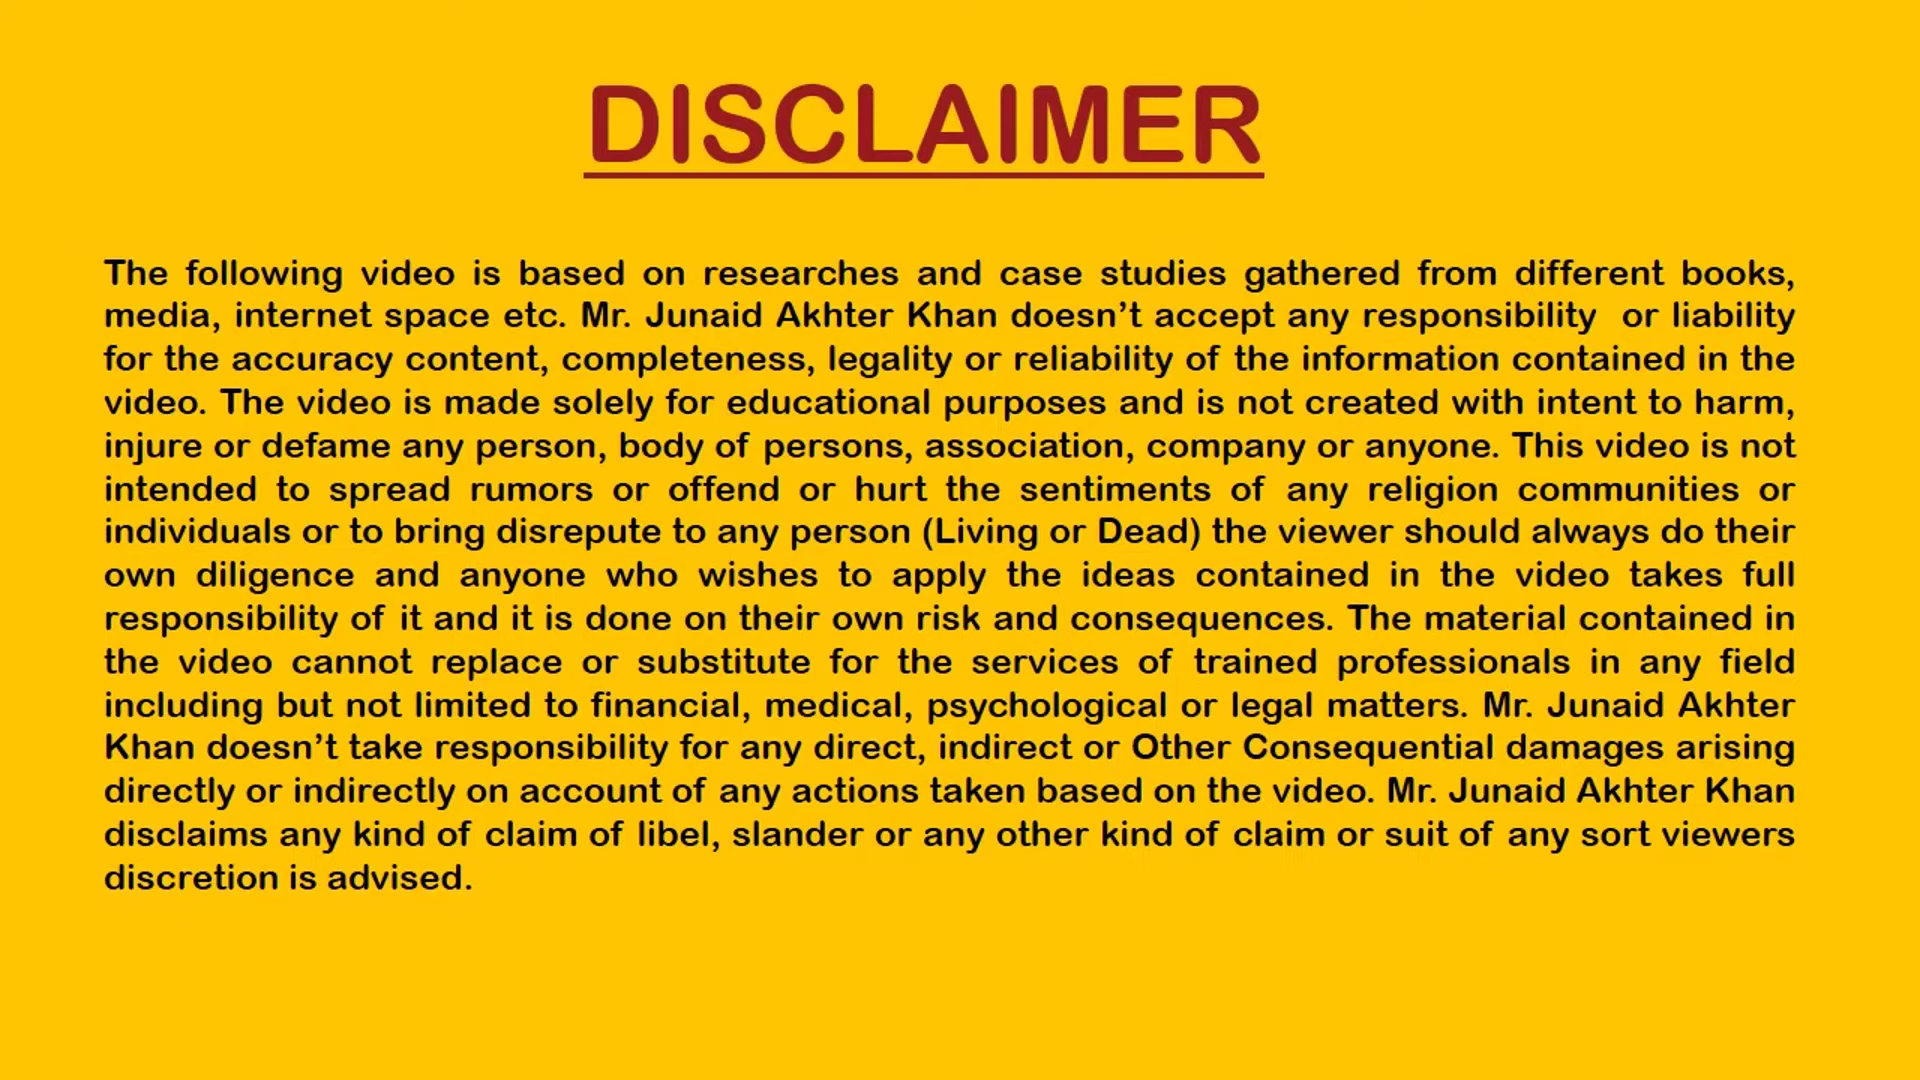 DISCLAIMER
The following video is based on researches and case studies gathered from different books,
media, internet space etc. Mr. Junaid Akhter Khan doesn’t accept any responsibility or liability
for the accuracy content, completeness, legality or reliability of the information contained in the
video. The video is made solely for educational purposes and is not created with intent to harm,
injure or defame any person, body of persons, association, company or anyone. This video is not
intended to spread rumors or offend or hurt the sentiments of any religion communities or
individuals or to bring disrepute to any person (Living or Dead) the viewer should always do their
own diligence and anyone who wishes to apply the ideas contained in the video takes full
responsibility of it and it is done on their own risk and consequences. The material contained in
the video cannot replace or substitute for the services of trained professionals in any field
including but not limited to financial, medical, psychological or legal matters. Mr. Junaid Akhter
Khan doesn’t take responsibility for any direct, indirect or Other Consequential damages arising
directly or indirectly on account of any actions taken based on the video. Mr. Junaid Akhter Khan
disclaims any kind of claim of libel, slander or any other kind of claim or suit of any sort viewers
discretion is advised.